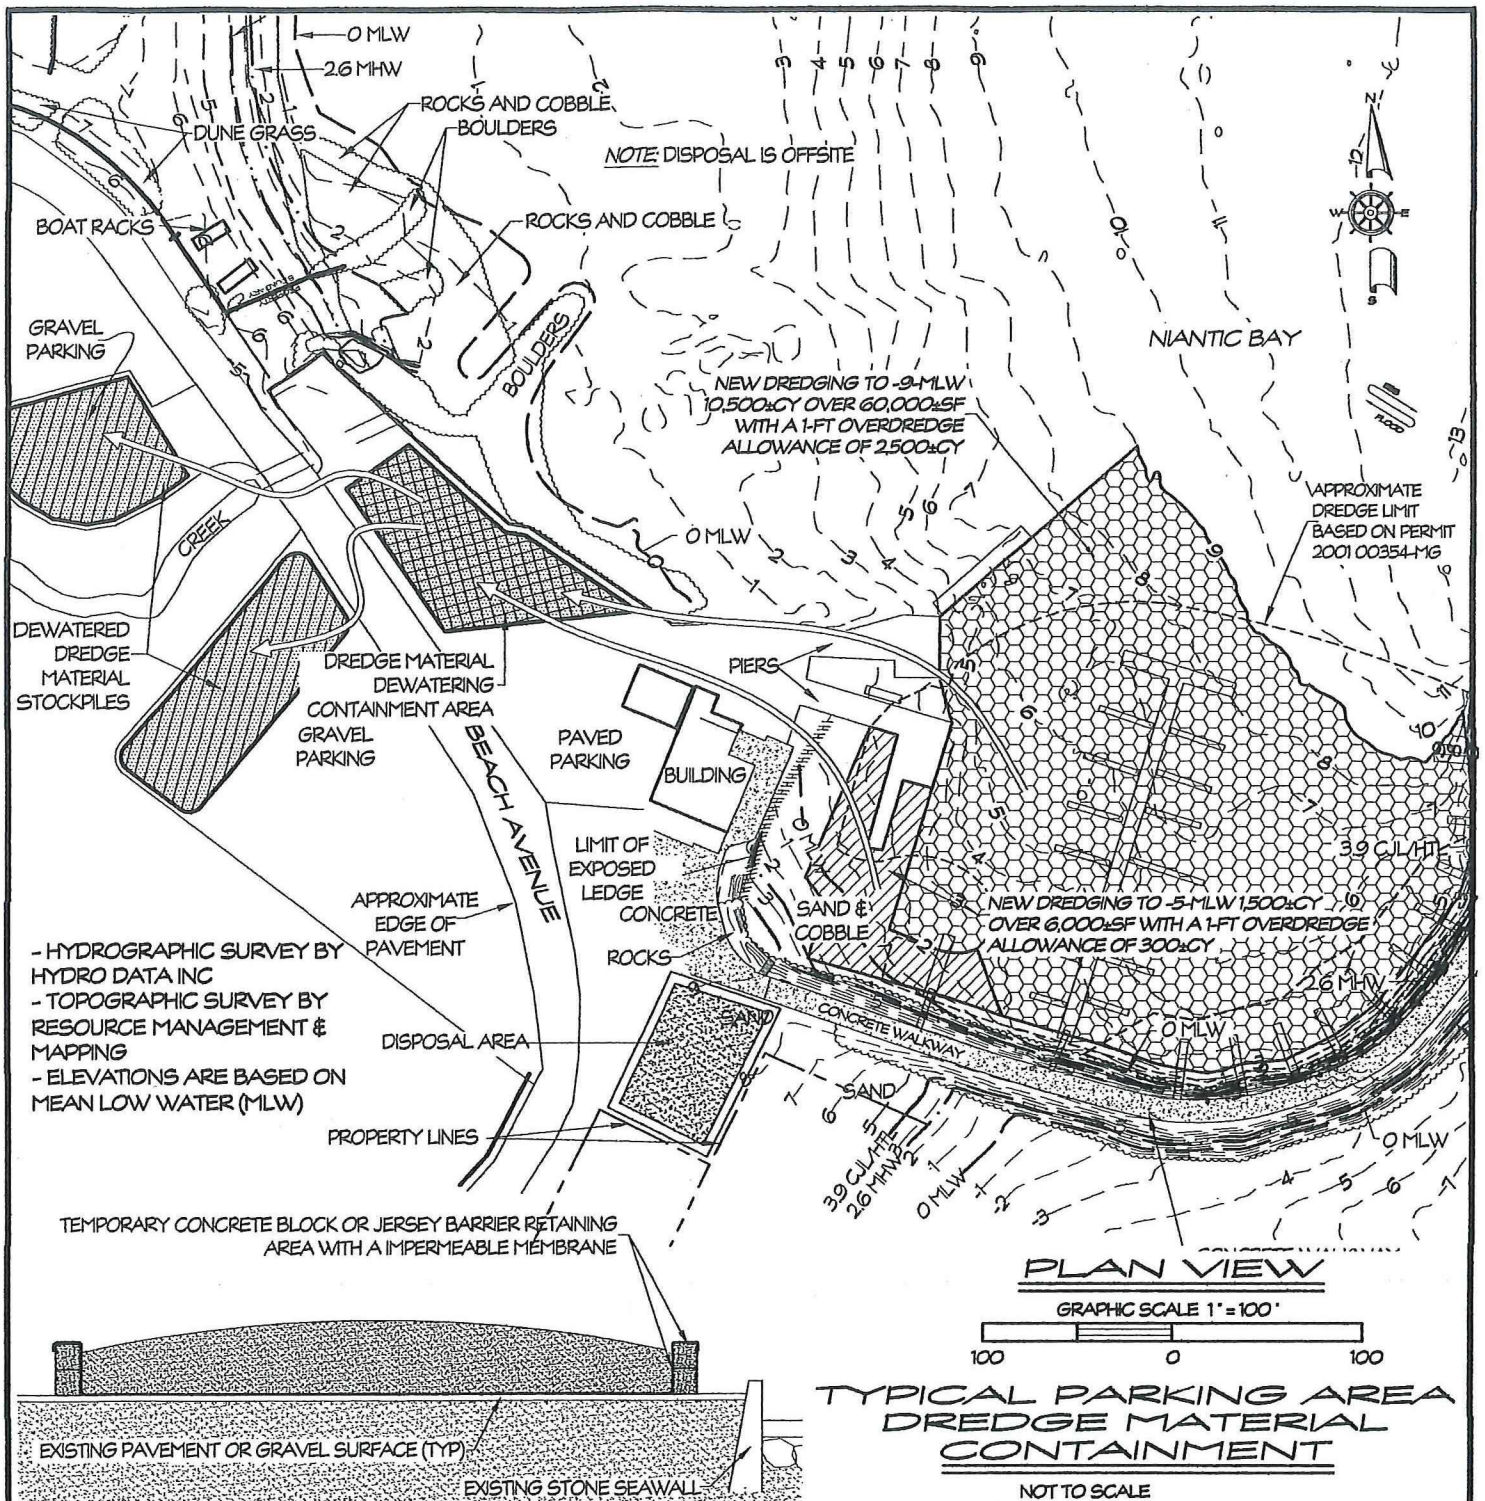 0 MLW
2.6 MHW
ROCKS AND COBBLE
BOULDERS
DUNE GRASS
NOTE: DISPOSAL IS OFFSITE
BOAT RACKS
ROCKS AND COBBLE
N
W
E
S
GRAVEL
PARKING
BOULDERS
NIANTIC BAY
FLOOD
NEW DREDGING TO -9-MLW
10,500±CY OVER 60,000±SF
WITH A 1-FT OVERDREDGE
ALLOWANCE OF 2,500±CY
APPROXIMATE
DREDGE LIMIT
BASED ON PERMIT
2001 00354-MG
CREEK
0 MLW
DEWATERED
DREDGE
MATERIAL
STOCKPILES
DREDGE MATERIAL
DEWATERING
CONTAINMENT AREA
GRAVEL
PARKING
PIERS
BEACH AVENUE
PAVED
PARKING
BUILDING
0 MLW
LIMIT OF
EXPOSED
LEDGE
3.9 CJL/HTL
APPROXIMATE
EDGE OF
PAVEMENT
CONCRETE
ROCKS
SAND &
COBBLE
NEW DREDGING TO -5-MLW 1,500±CY
OVER 6,000±SF WITH A 1-FT OVERDREDGE
ALLOWANCE OF 300±CY
- HYDROGRAPHIC SURVEY BY
HYDRO DATA INC
- TOPOGRAPHIC SURVEY BY
RESOURCE MANAGEMENT &
MAPPING
- ELEVATIONS ARE BASED ON
MEAN LOW WATER (MLW)
2.6 MHW
SAND
CONCRETE WALKWAY
0 MLW
DISPOSAL AREA
SAND
PROPERTY LINES
3.9 CJL/HTL
2.6 MHW
0 MLW
0 MLW
TEMPORARY CONCRETE BLOCK OR JERSEY BARRIER RETAINING
AREA WITH A IMPERMEABLE MEMBRANE
CONCRETE WALKWAY
PLAN VIEW
GRAPHIC SCALE 1" = 100'
100 0 100
TYPICAL PARKING AREA
DREDGE MATERIAL
CONTAINMENT
NOT TO SCALE
EXISTING PAVEMENT OR GRAVEL SURFACE (TYP)
EXISTING STONE SEAWALL